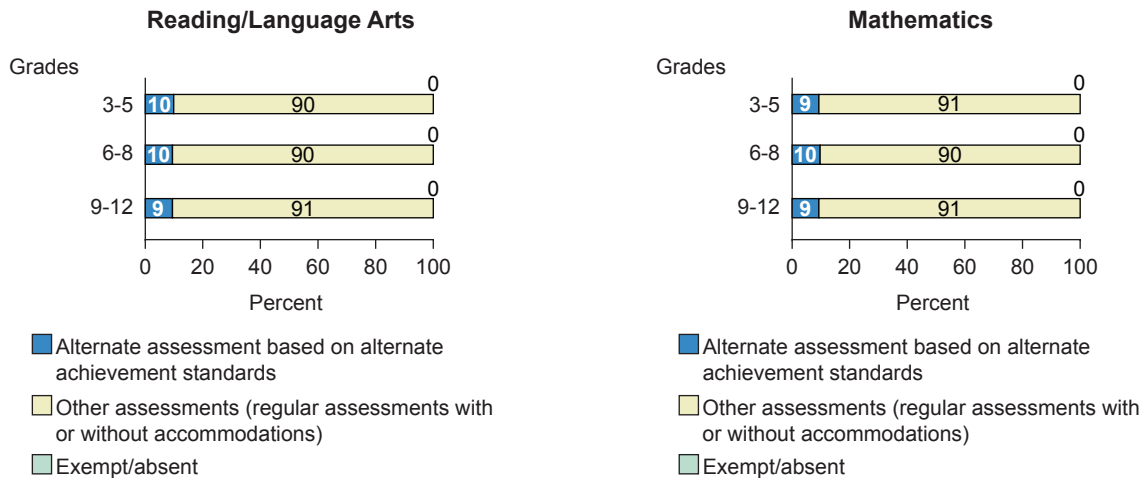 Reading/Language Arts
Grades
0
3-5 10 90
0
6-8 10 90
0
9-12 9 91
0 20 40 60 80 100
Percent
Alternate assessment based on alternate
achievement standards
Other assessments (regular assessments with
or without accommodations)
Exempt/absent
Mathematics
Grades
0
3-5 9 91
0
6-8 10 90
0
9-12 9 91
0 20 40 60 80 100
Percent
Alternate assessment based on alternate
achievement standards
Other assessments (regular assessments with
or without accommodations)
Exempt/absent